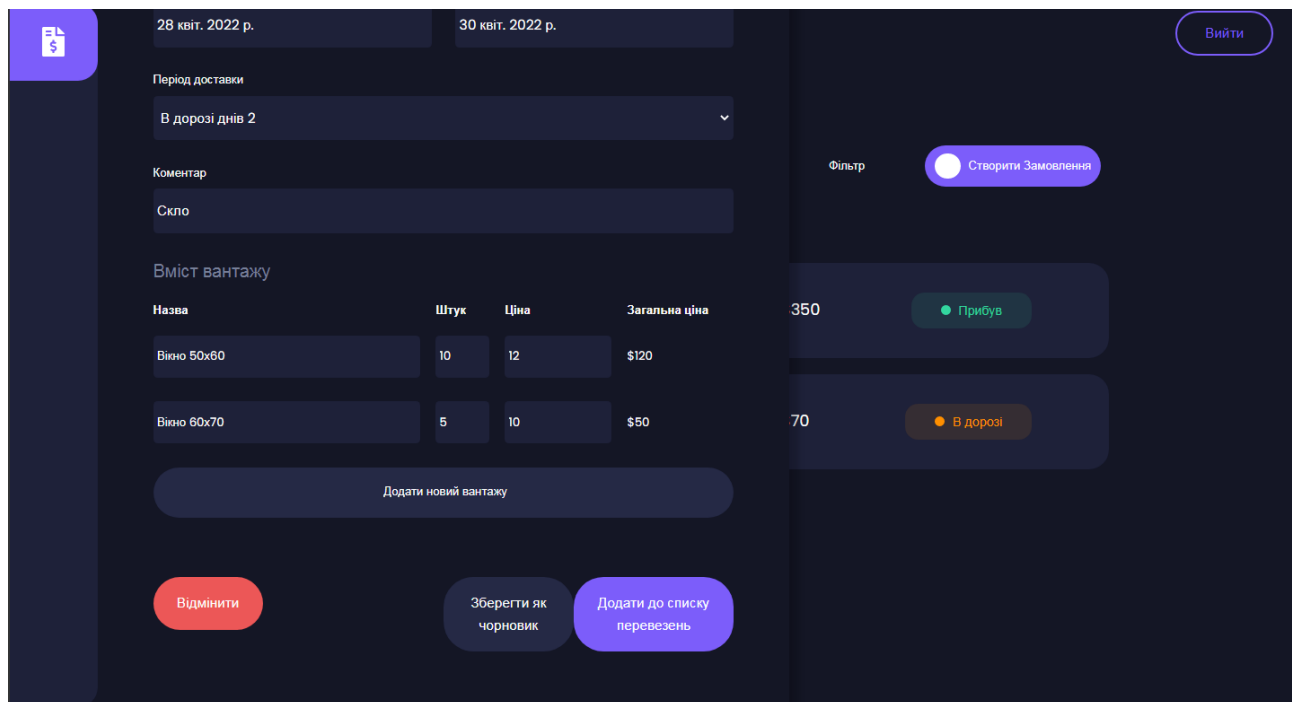 28 квіт. 2022 р.
30 квіт. 2022 р.
Вийти
Період доставки
В дорозі днів 2
Фільтр
Створити Замовлення
Коментар
Скло
Вміст вантажу
Назва Штук Ціна Загальна ціна
Вікно 50x60 10 12 $120
350
Прибув
Вікно 60x70 5 10 $50
70
В дорозі
Додати новий вантажу
Відмінити
Зберегти як
чорновик
Додати до списку
перевезень